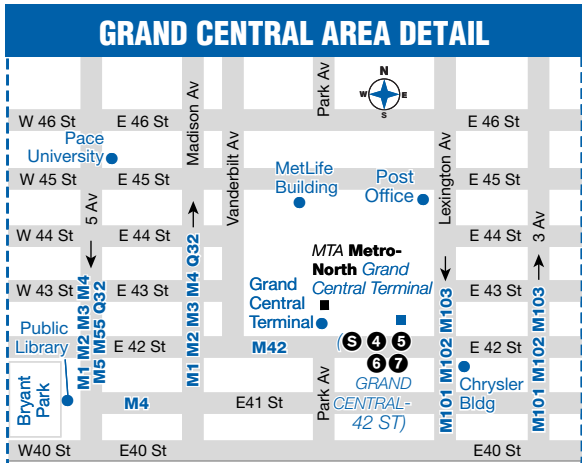 GRAND CENTRAL AREA DETAIL
Park Av
N
W E
S
W 46 St
E 46 St
E 46 St
Pace
University
Madison Av
Vanderbilt Av
Lexington Av
MetLife
Building
Post
Office
W 45 St
E 45 St
E 45 St
5 Av
3 Av
W 44 St
E 44 St
E 44 St
MTA Metro-
North Grand
Central Terminal
W 43 St
E 43 St
E 43 St
Grand
Central
Terminal
M1 M2 M3 M4
M5 M55 Q32
M1 M2 M3 M4 Q32
M101 M102 M103
M101 M102 M103
Public
Library
E 42 St
M42
(S 4 5
6 7
GRAND
CENTRAL-
42 ST)
E 42 St
Chrysler
Bldg
Bryant
Park
M4
E41 St
Park Av
W40 St
E40 St
E40 St